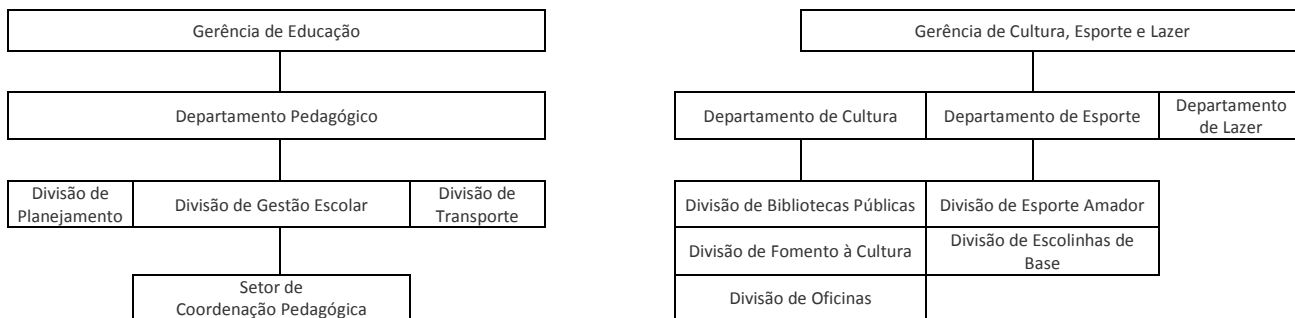 Gerência de Educação
Departamento Pedagógico
Divisão de
Planejamento
Divisão de Gestão Escolar
Divisão de
Transporte
Setor de
Coordenação Pedagógica
Gerência de Cultura, Esporte e Lazer
Departamento de Cultura
Departamento de Esporte
Departamento
de Lazer
Divisão de Bibliotecas Públicas
Divisão de Esporte Amador
Divisão de Fomento à Cultura
Divisão de Escolinhas de
Base
Divisão de Oficinas